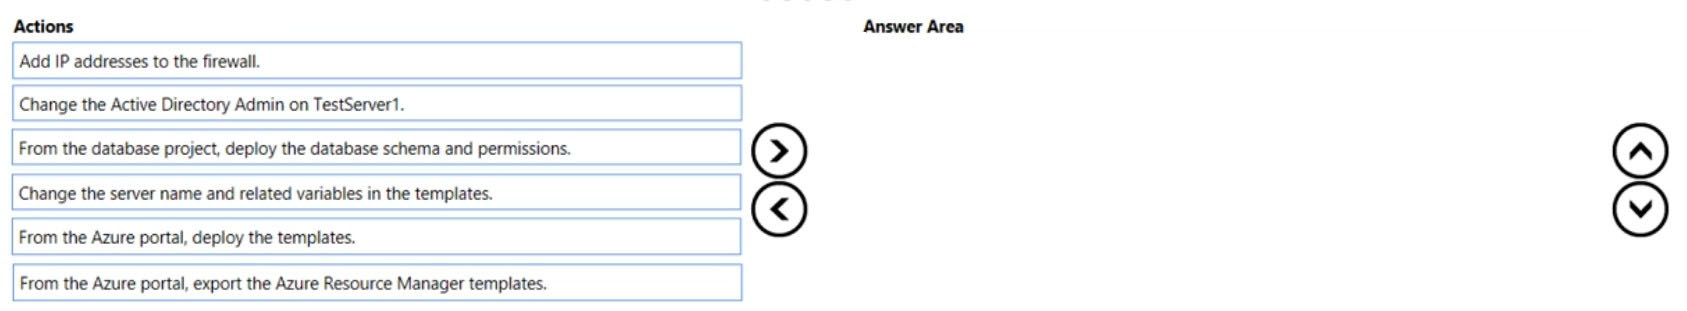 Actions
Answer Area
Add IP addresses to the firewall.
Change the Active Directory Admin on TestServer1.
From the database project, deploy the database schema and permissions.
Change the server name and related variables in the templates.
From the Azure portal, deploy the templates.
From the Azure portal, export the Azure Resource Manager templates.